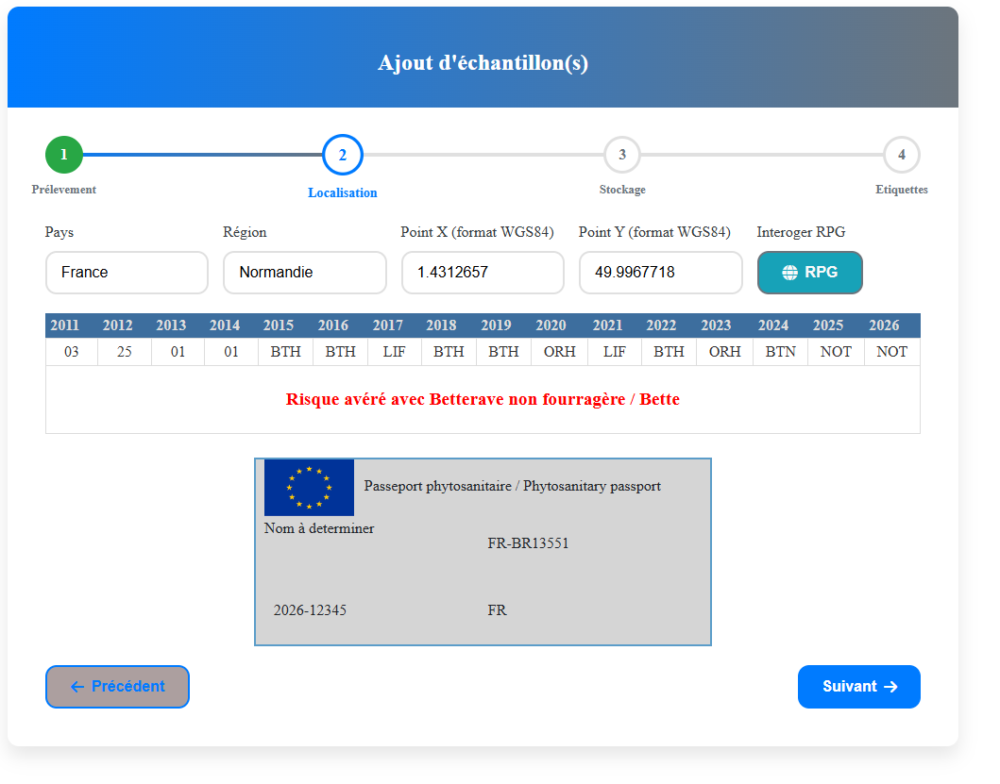 Ajout d'échantillon(s)
1 2 3 4
Prélevement Localisation Stockage Etiquettes
Pays Région Point X (format WGS84) Point Y (format WGS84) Interoger RPG
France Normandie 1.4312657 49.9967718 RPG
2011 2012 2013 2014 2015 2016 2017 2018 2019 2020 2021 2022 2023 2024 2025 2026
03 25 01 01 BTH BTH LIF BTH BTH ORH LIF BTH ORH BTN NOT NOT
Risque avéré avec Betterave non fourragère / Bette
Passeport phytosanitaire / Phytosanitary passport
Nom à determiner
FR-BR13551
2026-12345 FR
← Précédent Suivant →